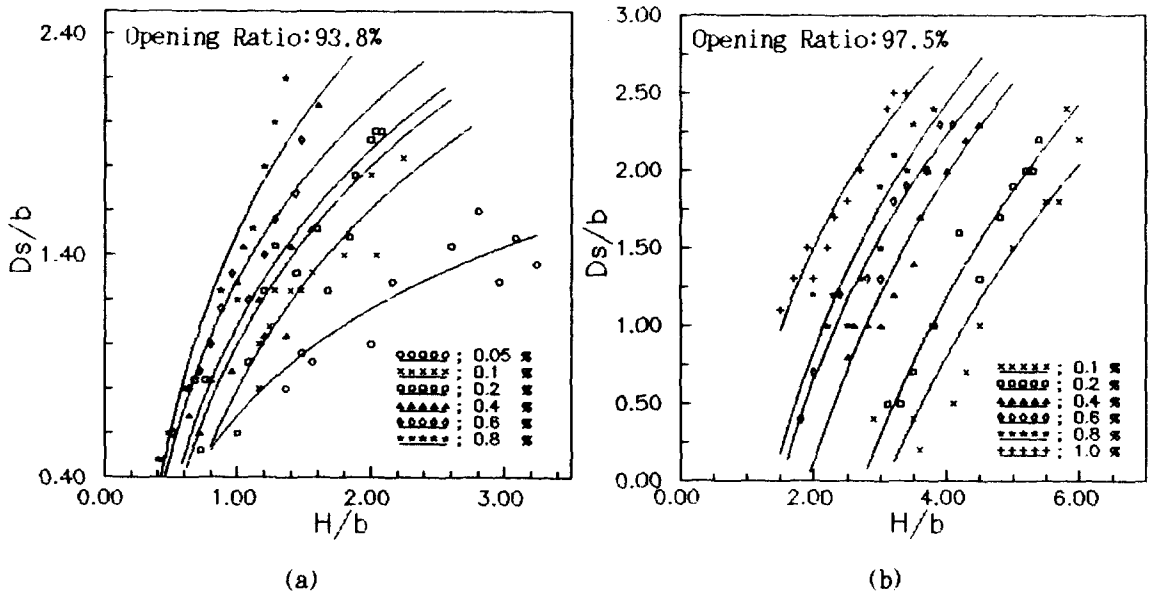 Opening Ratio:93.8%
2.40
1.40
0.40
Ds/b
0.00
1.00
2.00
3.00
H/b
; 0.05 %
; 0.1 %
; 0.2 %
; 0.4 %
; 0.6 %
; 0.8 %
(a)
Opening Ratio:97.5%
3.00
2.50
2.00
1.50
1.00
0.50
0.00
Ds/b
0.00
2.00
4.00
6.00
H/b
; 0.1 %
; 0.2 %
; 0.4 %
; 0.6 %
; 0.8 %
; 1.0 %
(b)